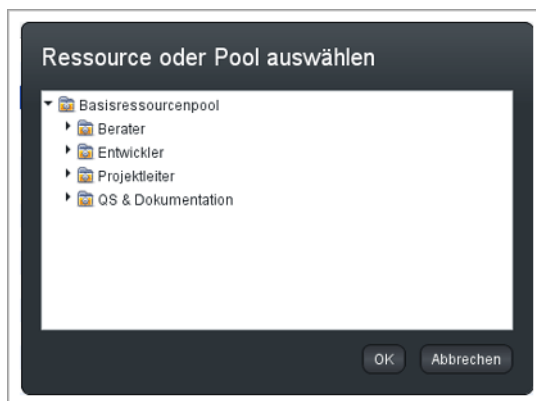 Ressource oder Pool auswählen
Basisressourcenpool
Berater
Entwickler
Projektleiter
QS & Dokumentation
OK
Abbrechen